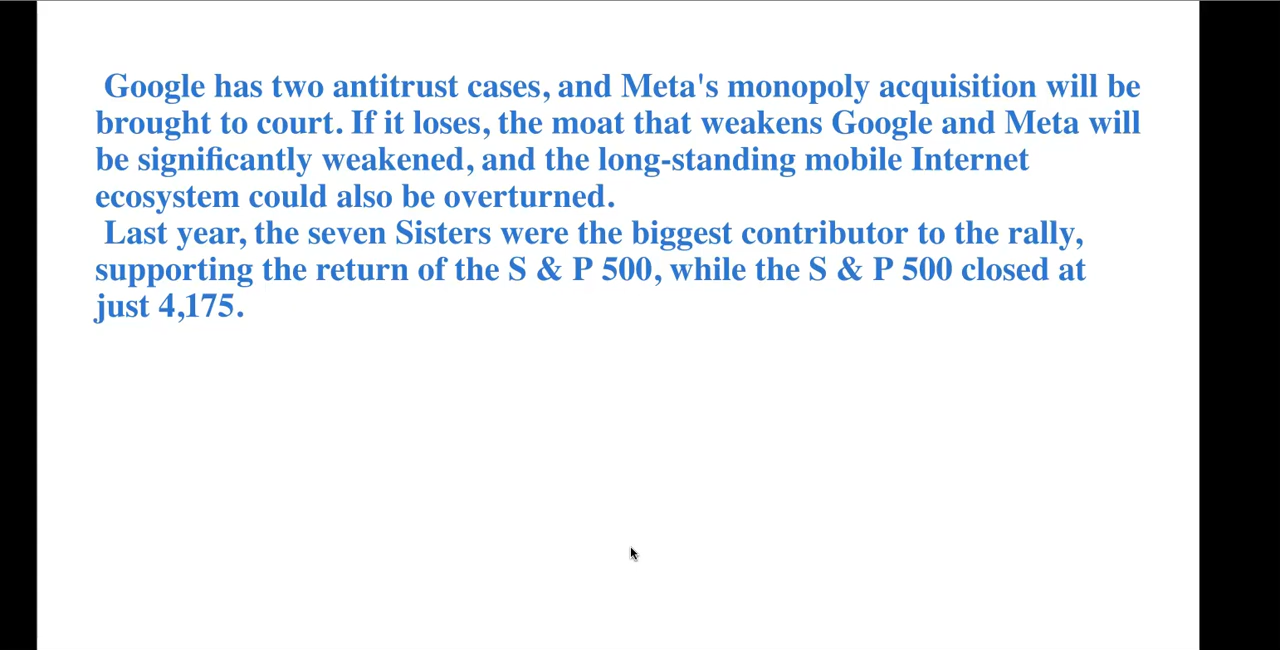 Google has two antitrust cases, and Meta's monopoly acquisition will be
brought to court. If it loses, the moat that weakens Google and Meta will
be significantly weakened, and the long-standing mobile Internet
ecosystem could also be overturned.
Last year, the seven Sisters were the biggest contributor to the rally,
supporting the return of the S & P 500, while the S & P 500 closed at
just 4,175.